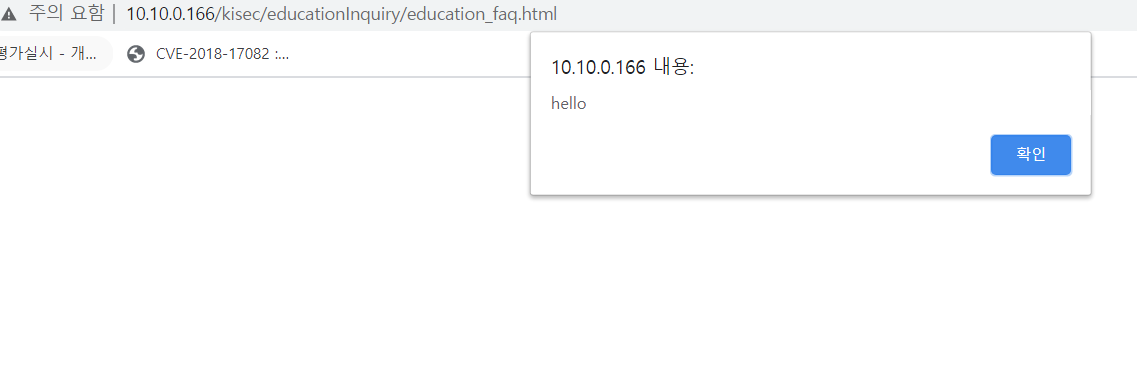 주의 요함 | 10.10.0.166/kisec/educationInquiry/education_faq.html
평가실시 - 개... CVE-2018-17082 :...
10.10.0.166 내용:
hello
확인